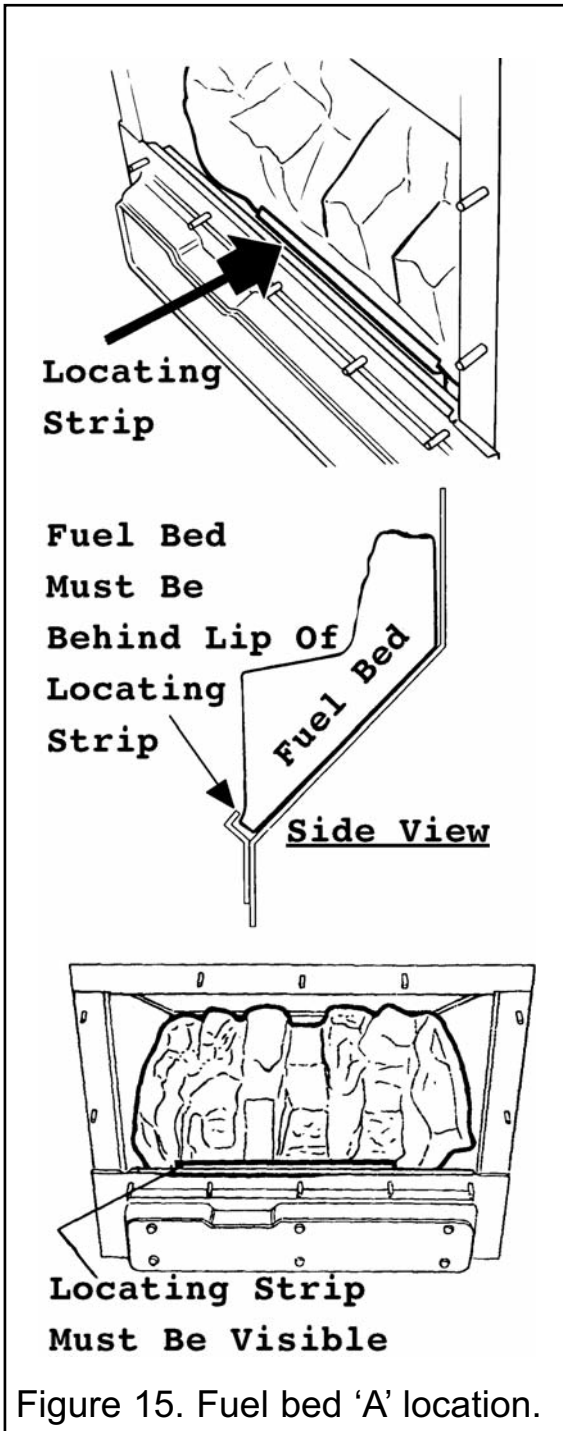 Locating
Strip
Fuel Bed
Must Be
Behind Lip Of
Locating
Strip
Fuel Bed
Side View
Locating Strip
Must Be Visible
Figure 15. Fuel bed ‘A’ location.